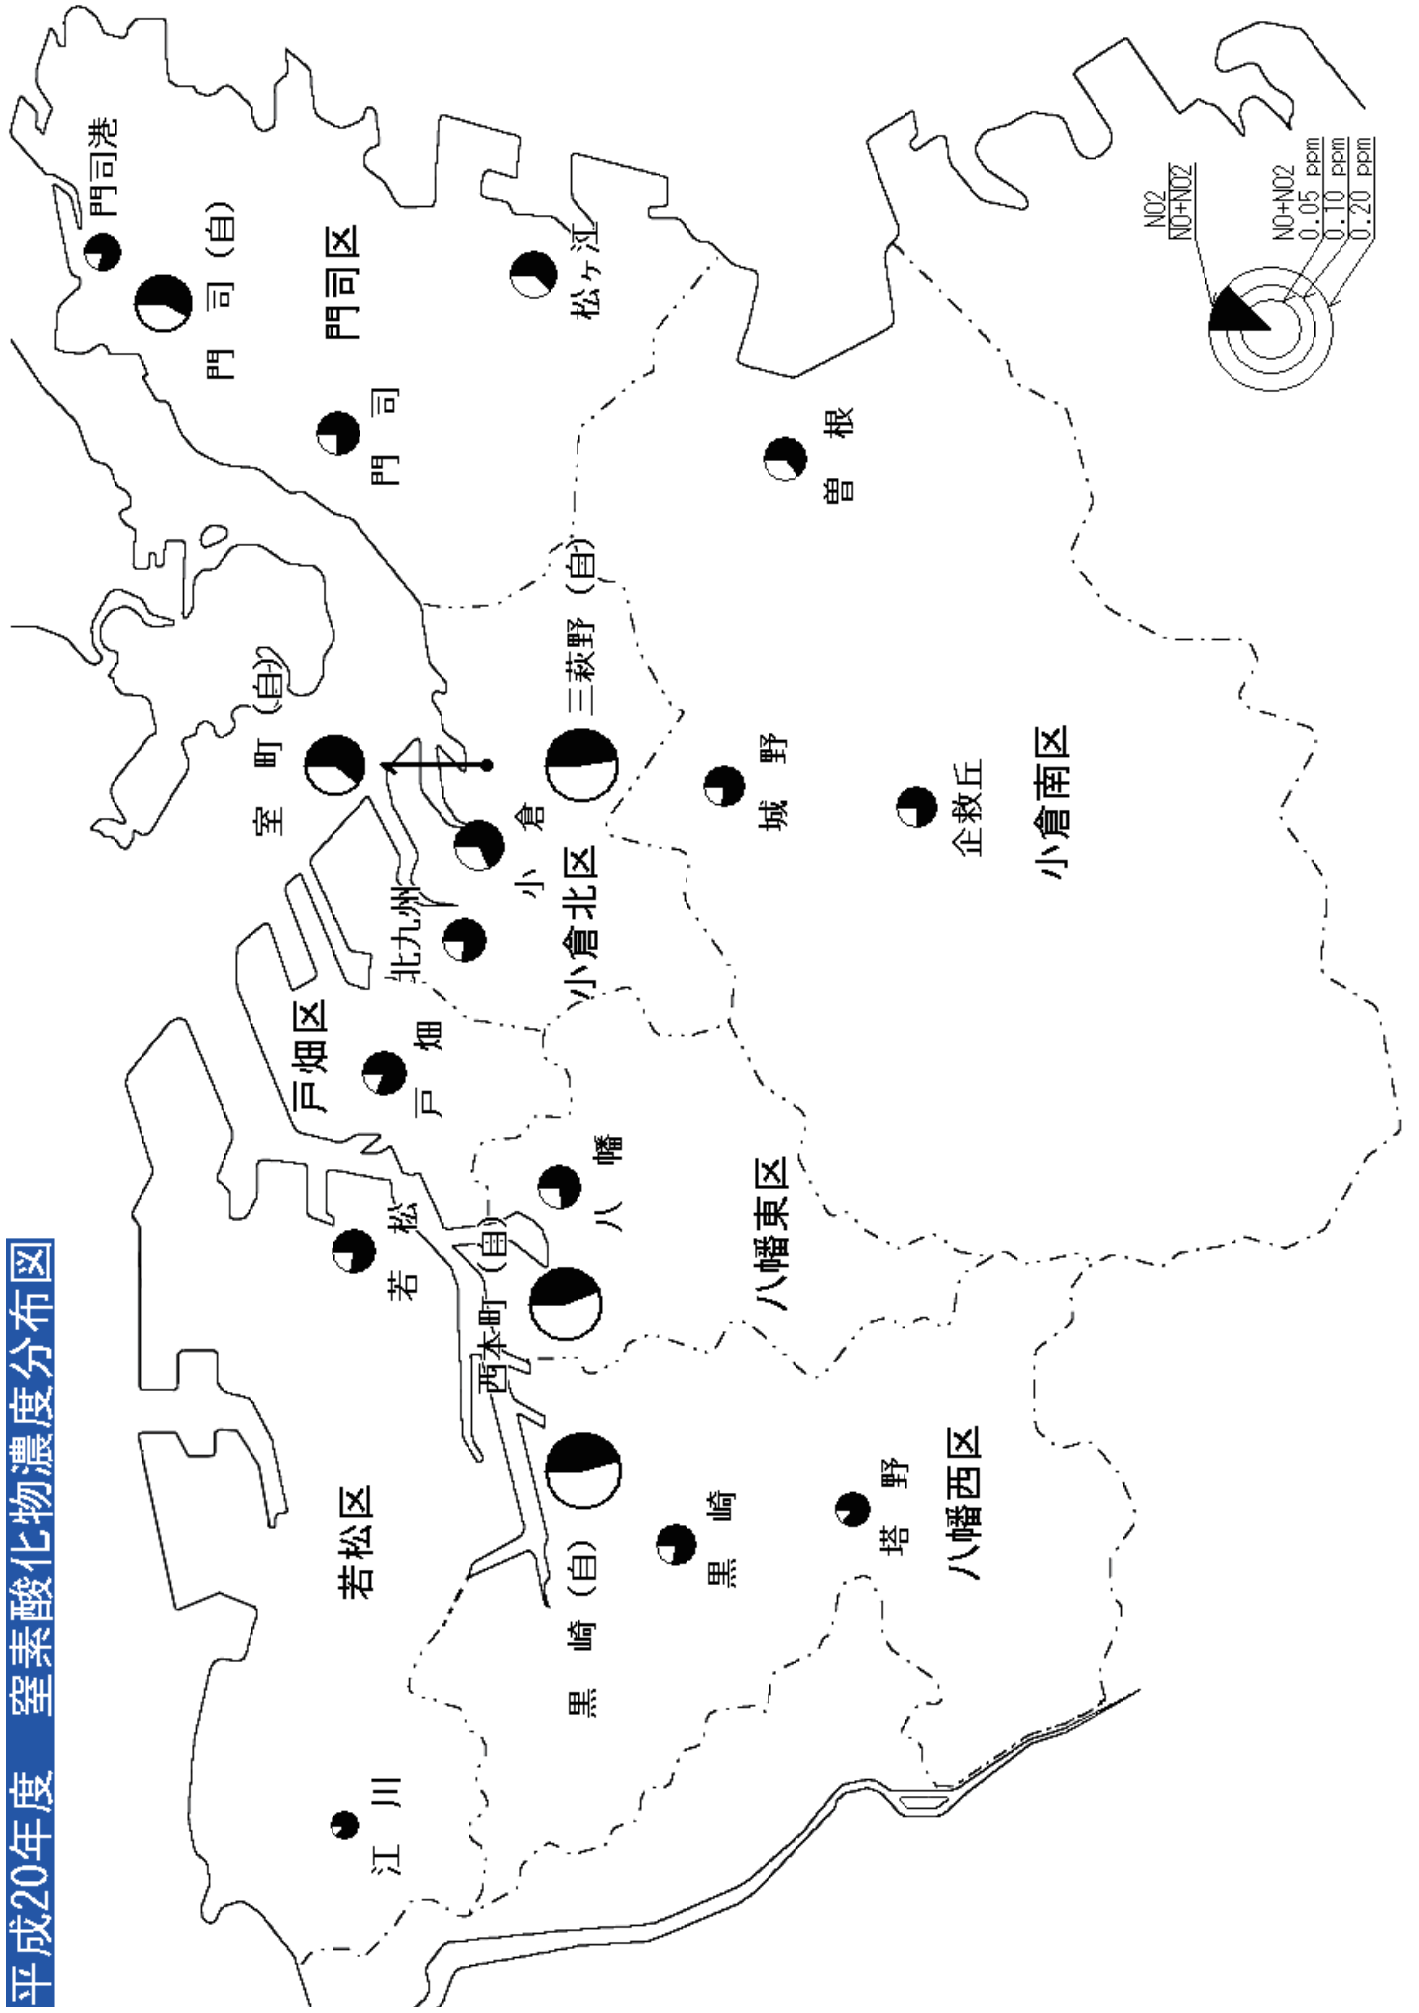 平成20年度 窒素酸化物濃度分布図
江川
若松区
若松
戸畑区
戸畑
北九州
室町(自)
小倉
小倉北区
三萩野(自)
門司港
門司(自)
門司区
門司
松ヶ江
黒崎(自)
黒崎
西本町(自)
八幡
八幡東区
塔野
八幡西区
城野
企救丘
小倉南区
曽根
NO2
NO+NO2
NO+NO2
0.05 ppm
0.10 ppm
0.20 ppm